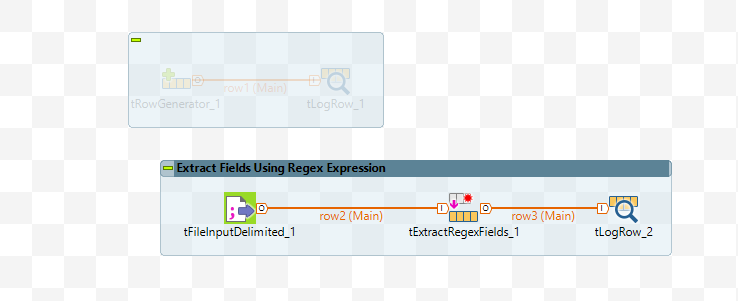 O row1 (Main) I
tRowGenerator_1 tLogRow_1
Extract Fields Using Regex Expression
O row2 (Main) I O row3 (Main) I
tFileInputDelimited_1 tExtractRegexFields_1 tLogRow_2